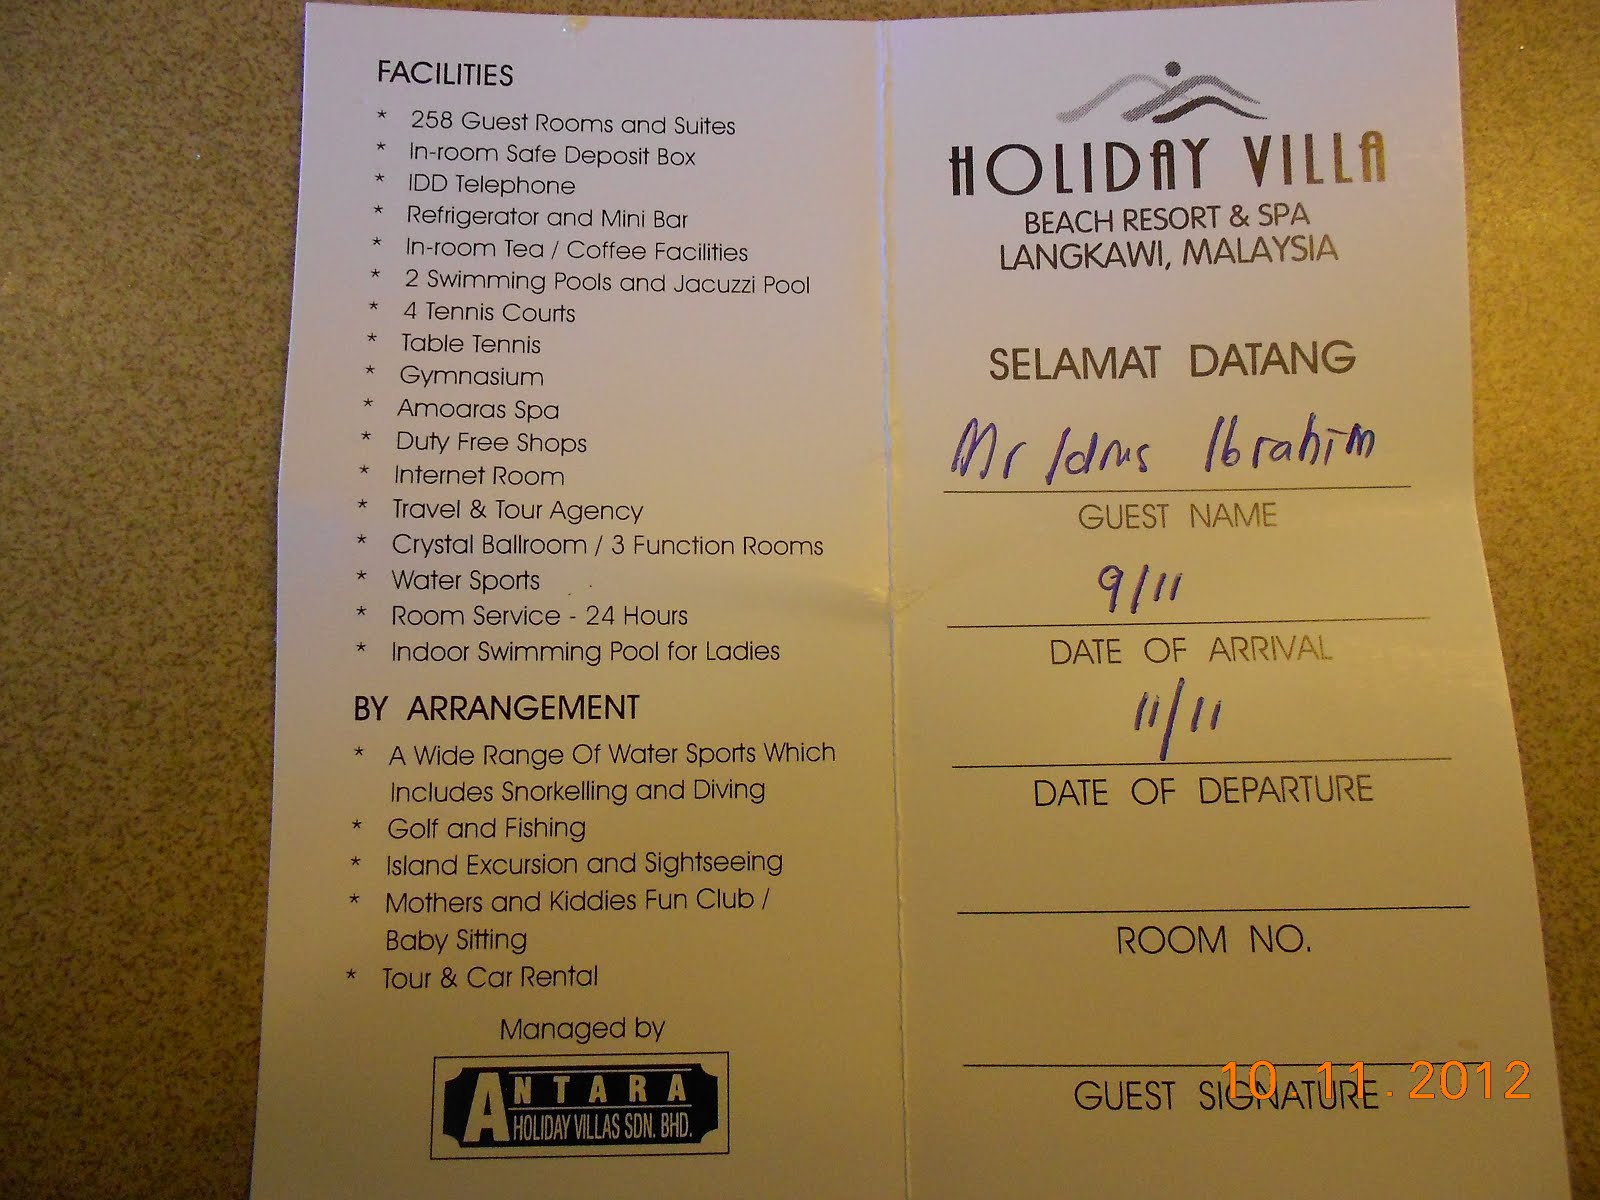 FACILITIES
* 258 Guest Rooms and Suites
* In-room Safe Deposit Box
* IDD Telephone
* Refrigerator and Mini Bar
* In-room Tea / Coffee Facilities
* 2 Swimming Pools and Jacuzzi Pool
* 4 Tennis Courts
* Table Tennis
* Gymnasium
* Amoaras Spa
* Duty Free Shops
* Internet Room
* Travel & Tour Agency
* Crystal Ballroom / 3 Function Rooms
* Water Sports
* Room Service - 24 Hours
* Indoor Swimming Pool for Ladies
BY ARRANGEMENT
* A Wide Range Of Water Sports Which
Includes Snorkelling and Diving
* Golf and Fishing
* Island Excursion and Sightseeing
* Mothers and Kiddies Fun Club /
Baby Sitting
* Tour & Car Rental
Managed by
ANTARA
HOLIDAY VILLAS SDN. BHD.
HOLIDAY VILLA
BEACH RESORT & SPA
LANGKAWI, MALAYSIA
SELAMAT DATANG
Mr Idris Ibrahim
GUEST NAME
9/11
DATE OF ARRIVAL
11/11
DATE OF DEPARTURE
ROOM NO.
GUEST SIGNATURE
10.11.2012